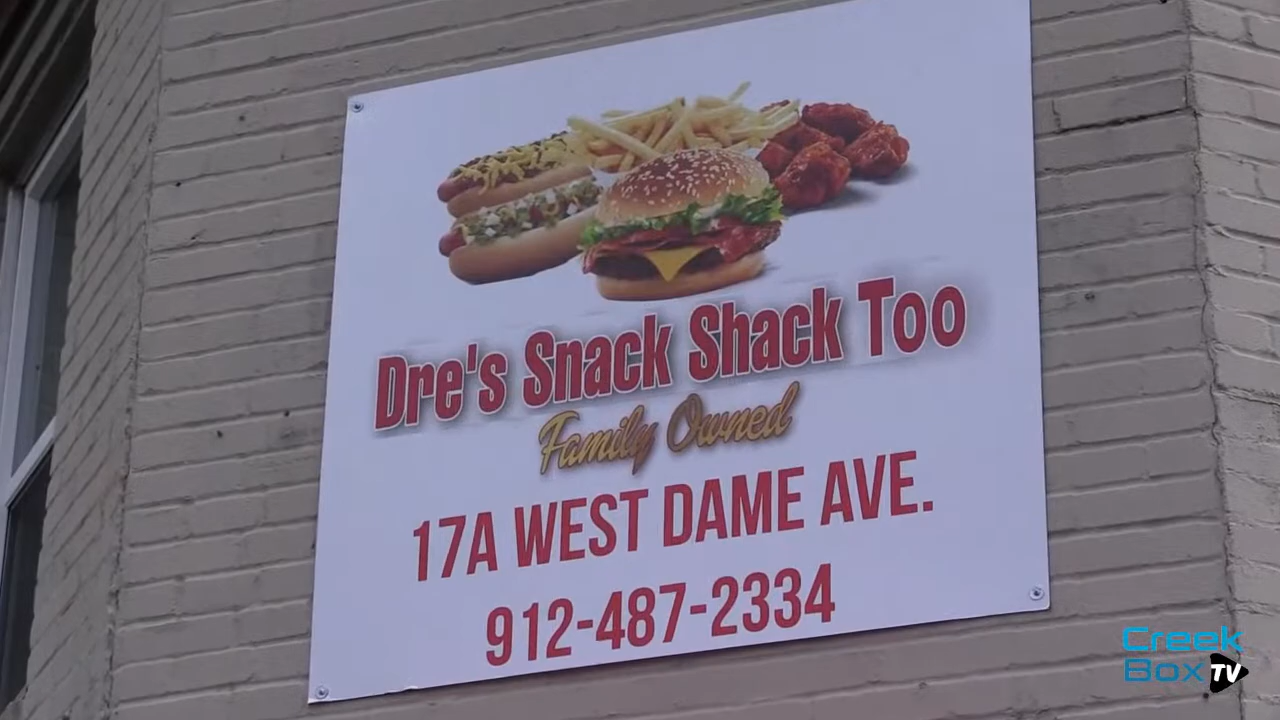 Dre's Snack Shack Too
Family Owned
17A WEST DAME AVE.
912-487-2334
Creek
Box TV